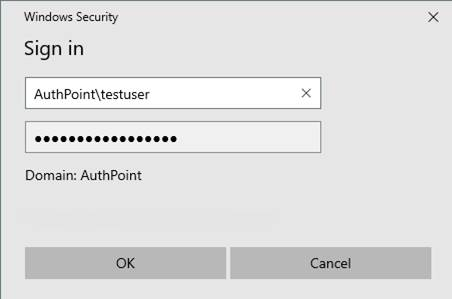 Windows Security
Sign in
AuthPoint\testuser
●●●●●●●●●●●●●●●●●
Domain: AuthPoint
OK
Cancel